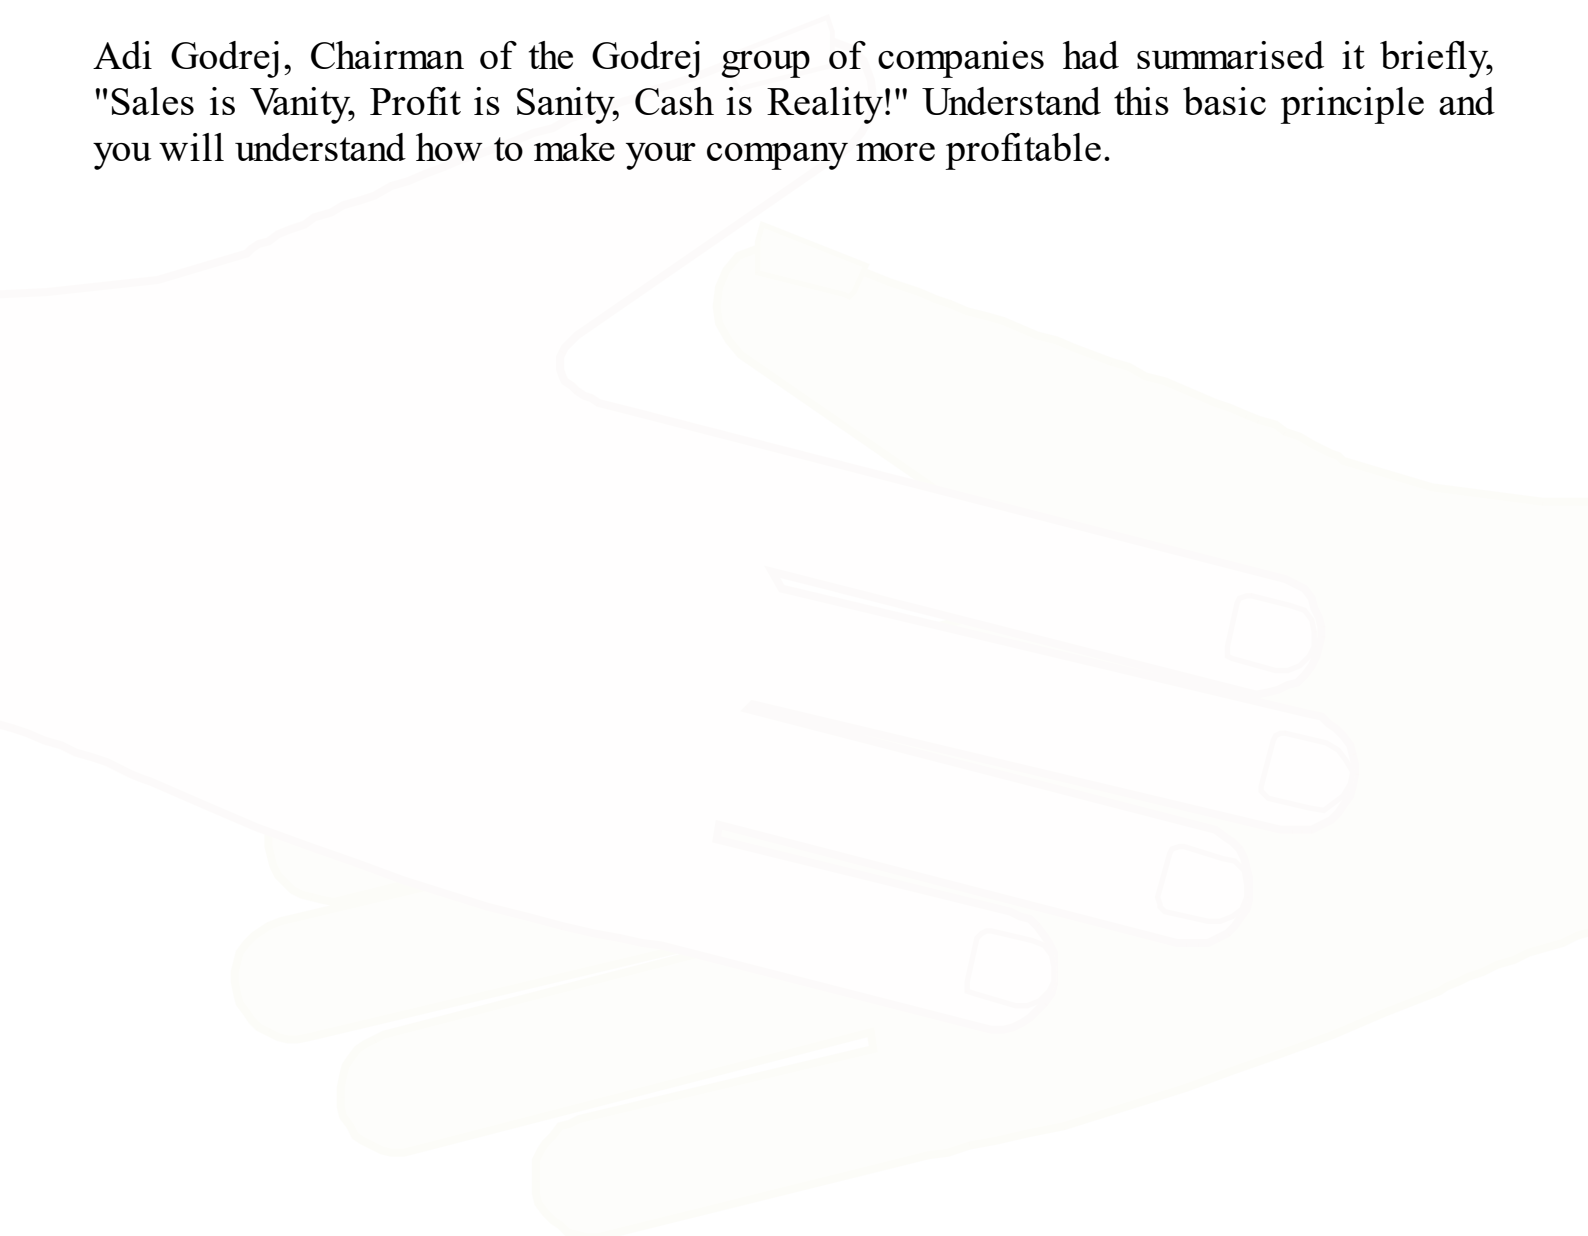 Adi Godrej, Chairman of the Godrej group of companies had summarised it briefly,
"Sales is Vanity, Profit is Sanity, Cash is Reality!" Understand this basic principle and
you will understand how to make your company more profitable.